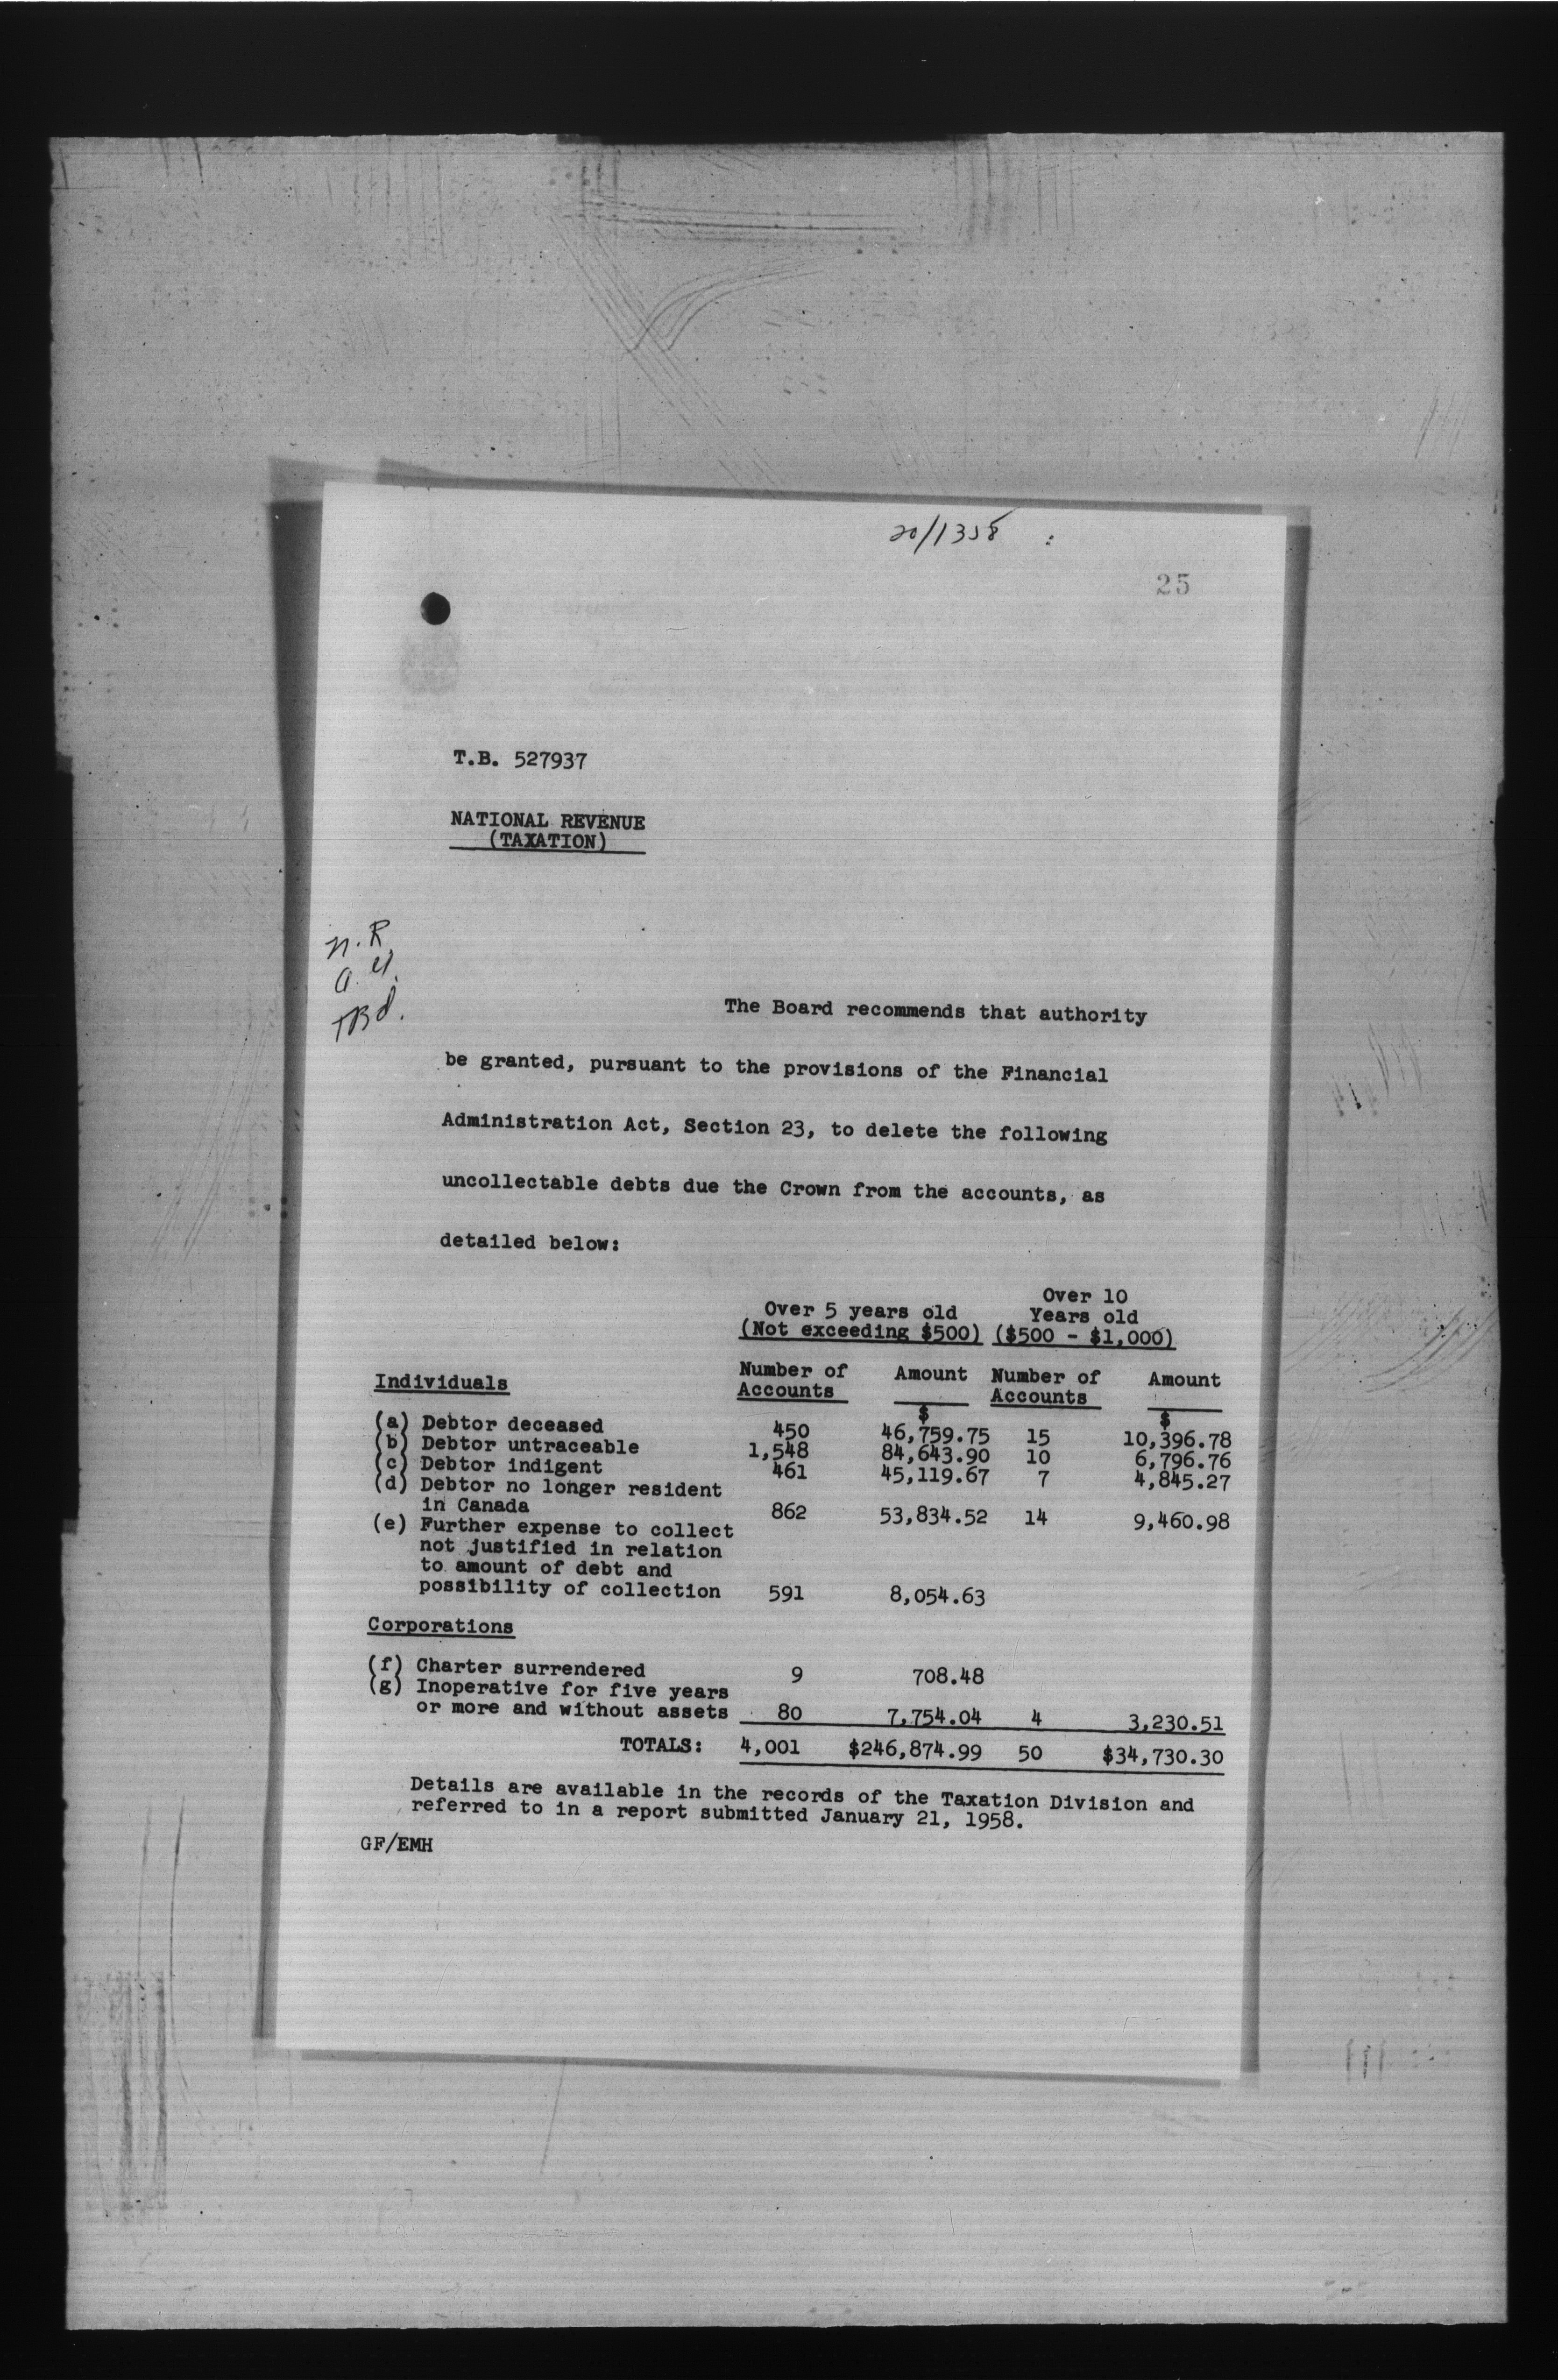 20/1358 :
25
T.B. 527937
NATIONAL REVENUE
(TAXATION)
n. R.
T Bd.
The Board recommends that authority
be granted, pursuant to the provisions of the Financial
Administration Act, Section 23, to delete the following
uncollectable debts due the Crown from the accounts, as
detailed below:
Over 5 years old Over 10 Years old
(Not exceeding $500) ($500 - $1,000)
Individuals Number of Accounts Amount Number of Accounts Amount
$ $
(a) Debtor deceased 450 46,759.75 15 10,396.78
(b) Debtor untraceable 1,548 84,643.90 10 6,796.76
(c) Debtor indigent 461 45,119.67 7 4,845.27
(d) Debtor no longer resident
in Canada 862 53,834.52 14 9,460.98
(e) Further expense to collect
not justified in relation
to amount of debt and
possibility of collection 591 8,054.63
Corporations
(f) Charter surrendered 9 708.48
(g) Inoperative for five years
or more and without assets 80 7,754.04 4 3,230.51
TOTALS: 4,001 $246,874.99 50 $34,730.30
Details are available in the records of the Taxation Division and
referred to in a report submitted January 21, 1958.
GF/EMH